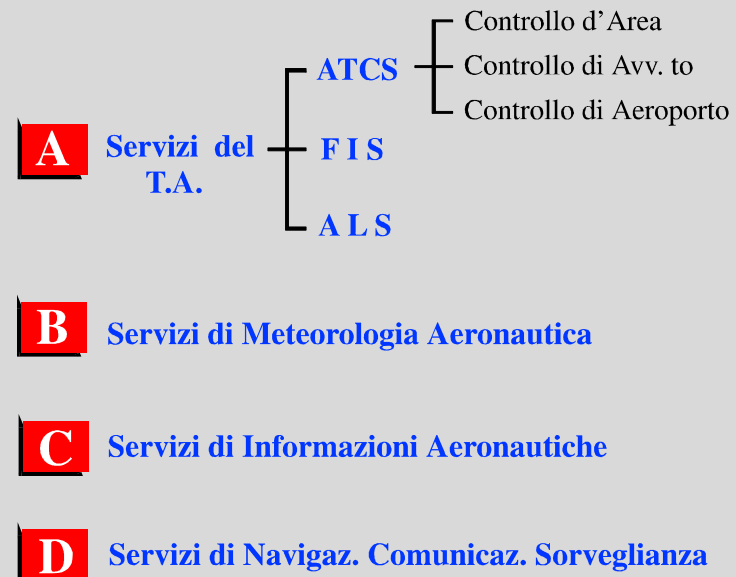 Controllo d'Area
ATCS
Controllo di Avv. to
Controllo di Aeroporto
A
Servizi del
T.A.
F I S
A L S
B
Servizi di Meteorologia Aeronautica
C
Servizi di Informazioni Aeronautiche
D
Servizi di Navigaz. Comunicaz. Sorveglianza